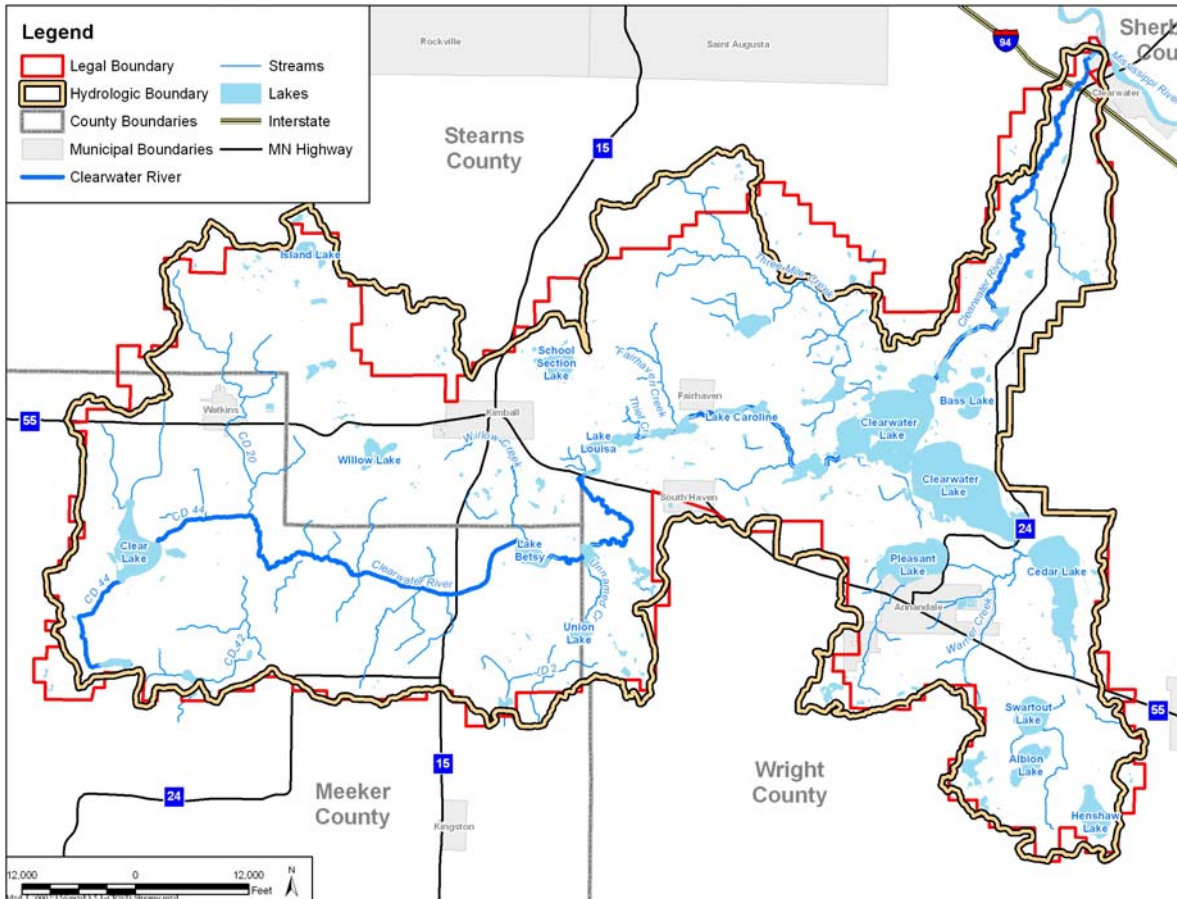 Legend
Legal Boundary
Hydrologic Boundary
County Boundaries
Municipal Boundaries
Clearwater River
Streams
Lakes
Interstate
MN Highway
Rockville
Saint Augusta
94
Sherb
Cou
Mississippi River
Clearwater
Stearns
County
15
Island Lake
Three-Mile Creek
Clearwater River
School
Section
Lake
Fairhaven Creek
Thiel Cr
Fairhaven
Bass Lake
Watkins
Kimball
Lake Caroline
55
Clearwater
Lake
Willow Creek
Lake
Louisa
CD 20
Willow Lake
Clearwater
Lake
South Haven
CD 44
24
Clear
Lake
Lake
Betsy
Pleasant
Lake
Cedar Lake
Unnamed Cr
Clearwater River
CD 44
Annandale
Warner Creek
Union
Lake
CD 42
CD 2
Swartout
Lake
55
15
Albion
Lake
Wright
County
24
Meeker
County
Henshaw
Lake
Kingston
12,000
0
12,000
Feet
N